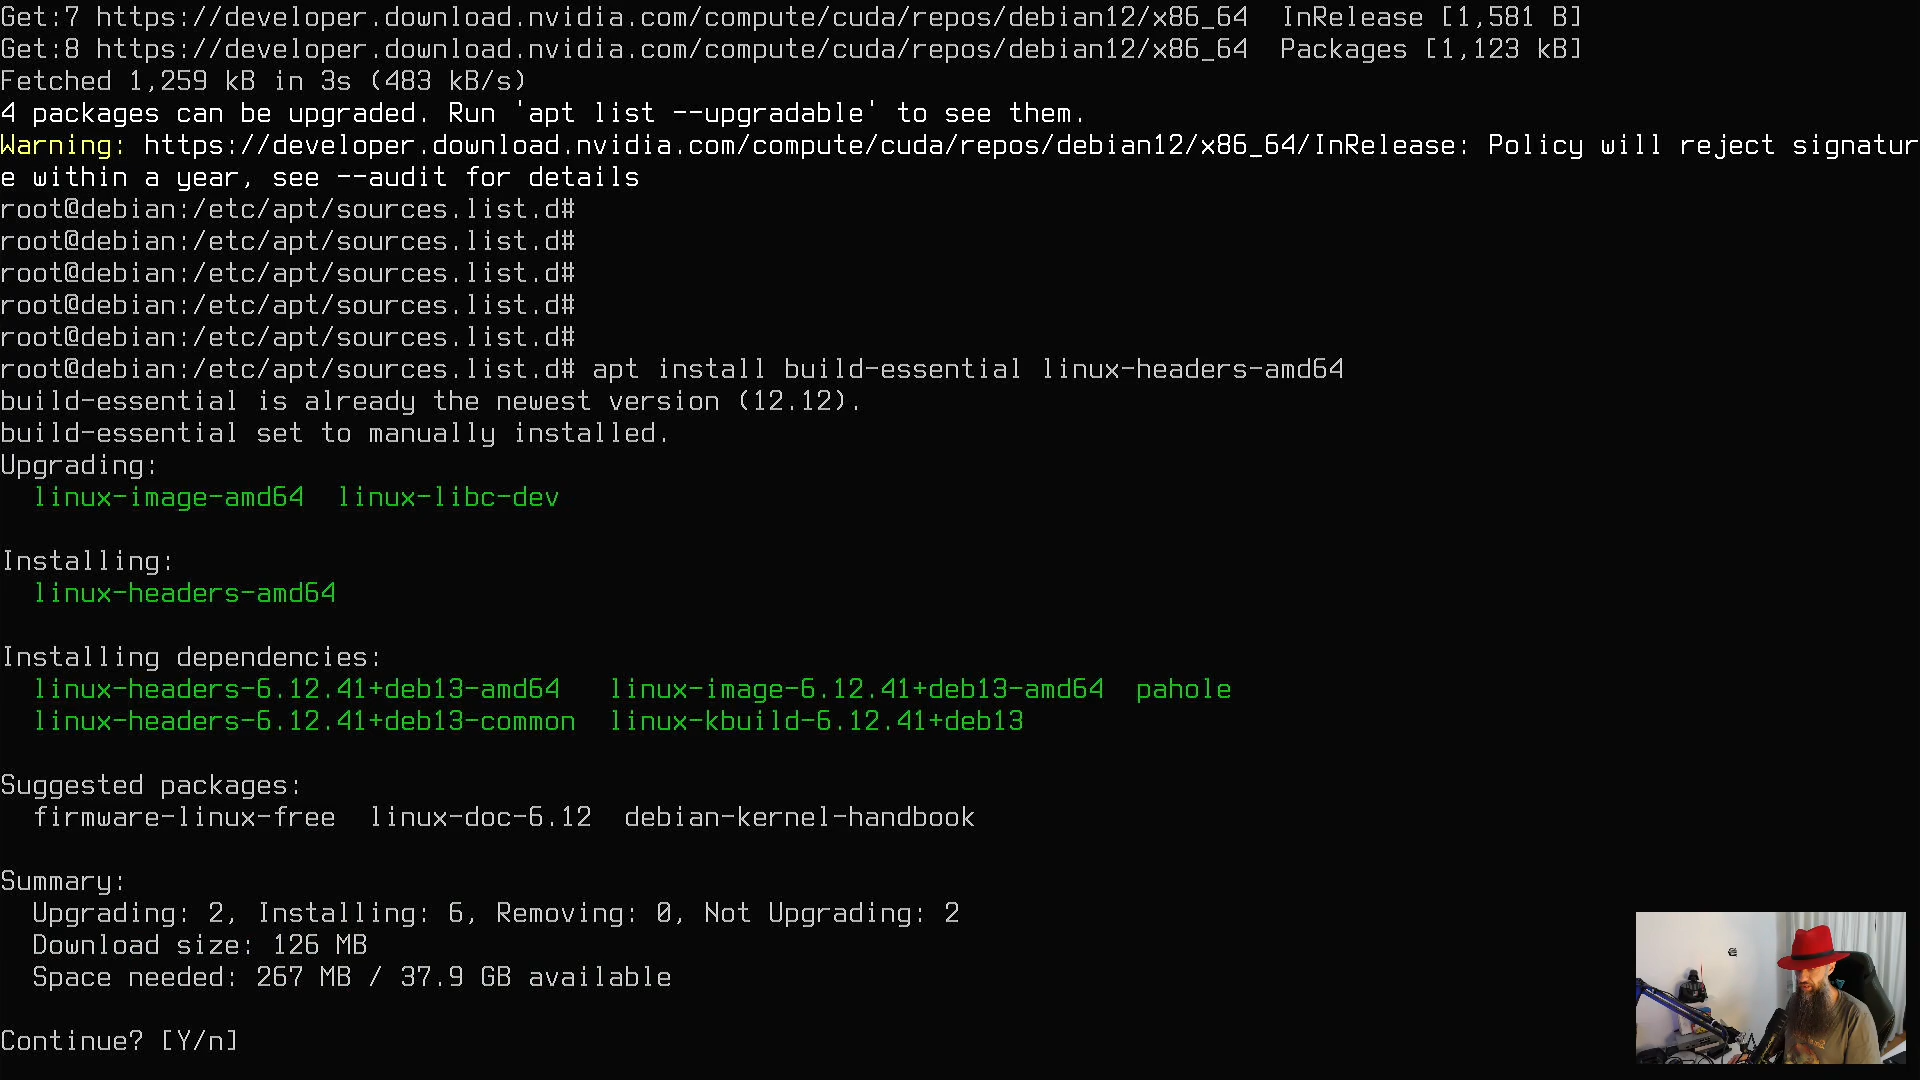 Get:7 https://developer.download.nvidia.com/compute/cuda/repos/debian12/x86_64  InRelease [1,581 B]
Get:8 https://developer.download.nvidia.com/compute/cuda/repos/debian12/x86_64  Packages [1,123 kB]
Fetched 1,259 kB in 3s (483 kB/s)
4 packages can be upgraded. Run 'apt list --upgradable' to see them.
Warning: https://developer.download.nvidia.com/compute/cuda/repos/debian12/x86_64/InRelease: Policy will reject signatur
e within a year, see --audit for details
root@debian:/etc/apt/sources.list.d#
root@debian:/etc/apt/sources.list.d#
root@debian:/etc/apt/sources.list.d#
root@debian:/etc/apt/sources.list.d#
root@debian:/etc/apt/sources.list.d#
root@debian:/etc/apt/sources.list.d# apt install build-essential linux-headers-amd64
build-essential is already the newest version (12.12).
build-essential set to manually installed.
Upgrading:
  linux-image-amd64  linux-libc-dev

Installing:
  linux-headers-amd64

Installing dependencies:
  linux-headers-6.12.41+deb13-amd64   linux-image-6.12.41+deb13-amd64  pahole
  linux-headers-6.12.41+deb13-common  linux-kbuild-6.12.41+deb13

Suggested packages:
  firmware-linux-free  linux-doc-6.12  debian-kernel-handbook

Summary:
  Upgrading: 2, Installing: 6, Removing: 0, Not Upgrading: 2
  Download size: 126 MB
  Space needed: 267 MB / 37.9 GB available

Continue? [Y/n]